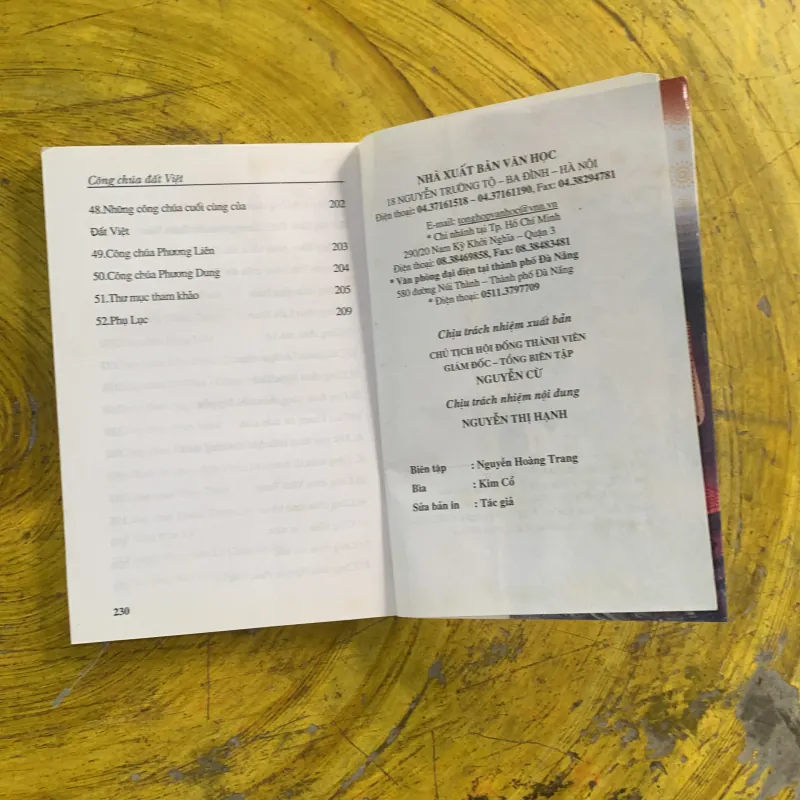 Công chúa đất Việt
48.Những công chúa cuối cùng của 202
Đất Việt
49.Công chúa Phương Liên 203
50.Công chúa Phương Dung 204
51.Thư mục tham khảo 205
52.Phụ Lục 209
230
NHÀ XUẤT BẢN VĂN HỌC
18 NGUYỄN TRƯỜNG TỘ – BA ĐÌNH – HÀ NỘI
Điện thoại: 04.37161518 – 04.37161190, Fax: 04.38294781
E-mail: tonghopvanhoc@vnn.vn
* Chi nhánh tại Tp. Hồ Chí Minh
290/20 Nam Kỳ Khởi Nghĩa – Quận 3
Điện thoại: 08.38469858, Fax: 08.38483481
* Văn phòng đại diện tại thành phố Đà Nẵng
580 đường Núi Thành – Thành phố Đà Nẵng
* Điện thoại: 0511.3797709
Chịu trách nhiệm xuất bản
CHỦ TỊCH HỘI ĐỒNG THÀNH VIÊN
GIÁM ĐỐC – TỔNG BIÊN TẬP
NGUYỄN CỪ
Chịu trách nhiệm nội dung
NGUYỄN THỊ HẠNH
Biên tập : Nguyễn Hoàng Trang
Bìa : Kim Cổ
Sửa bản in : Tác giả